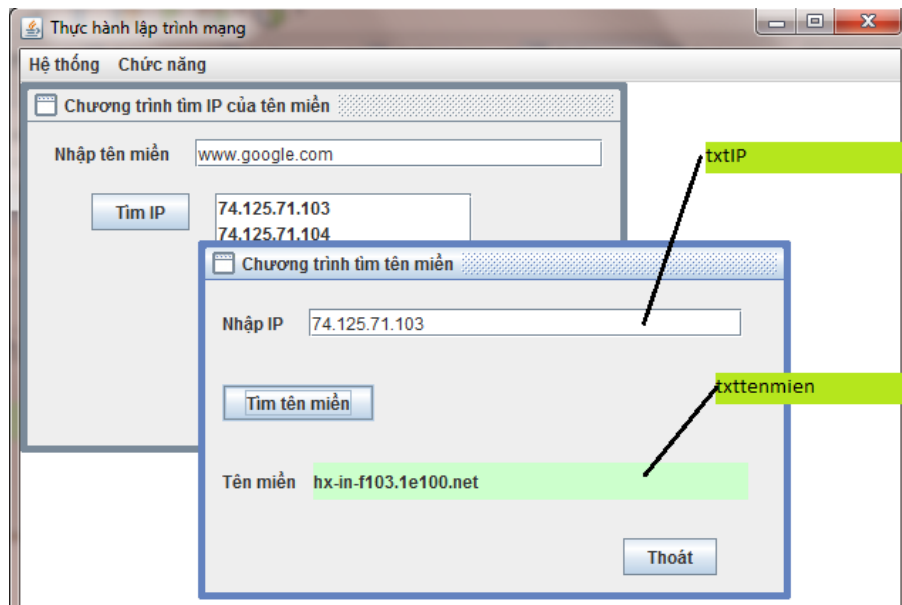 Thực hành lập trình mạng
Hệ thống Chức năng
Chương trình tìm IP của tên miền
Nhập tên miền www.google.com
txtIP
Tìm IP 74.125.71.103
74.125.71.104
Chương trình tìm tên miền
Nhập IP 74.125.71.103
Tìm tên miền
txttenmien
Tên miền hx-in-f103.1e100.net
Thoát